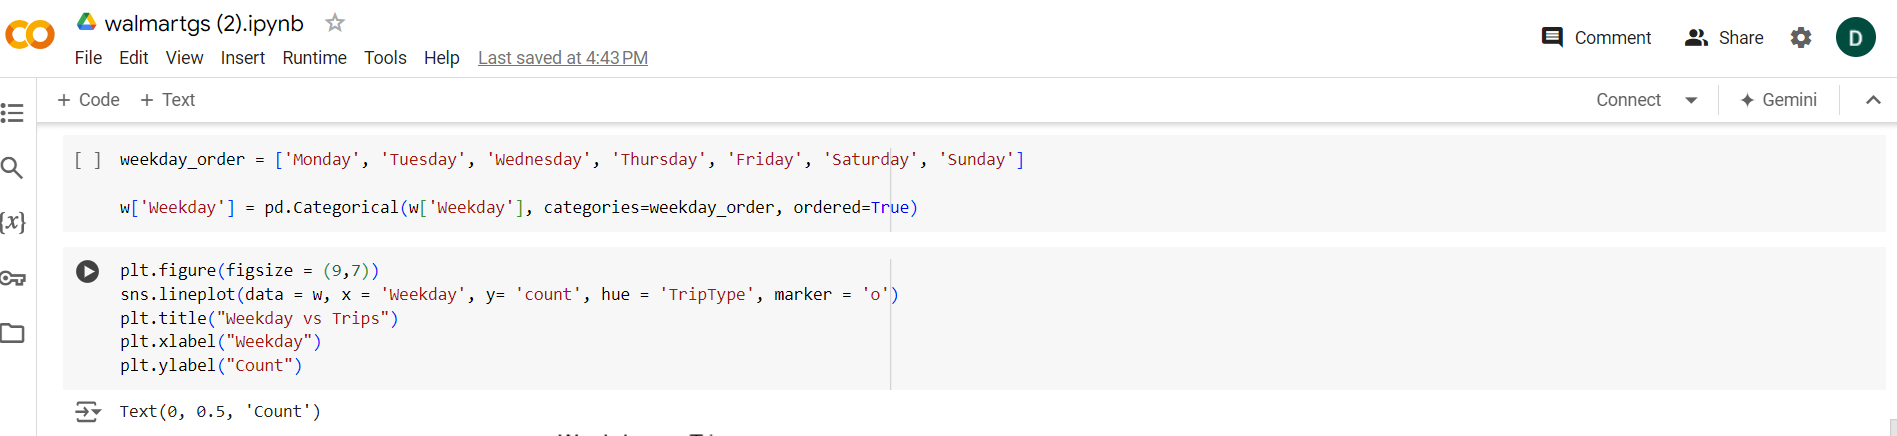 walmartgs (2).ipynb
File Edit View Insert Runtime Tools Help Last saved at 4:43 PM
Comment Share D
+ Code + Text
Connect Gemini
[ ] weekday_order = ['Monday', 'Tuesday', 'Wednesday', 'Thursday', 'Friday', 'Saturday', 'Sunday']
w['Weekday'] = pd.Categorical(w['Weekday'], categories=weekday_order, ordered=True)
{x}
plt.figure(figsize = (9,7))
sns.lineplot(data = w, x = 'Weekday', y= 'count', hue = 'TripType', marker = 'o')
plt.title("Weekday vs Trips")
plt.xlabel("Weekday")
plt.ylabel("Count")
Text(0, 0.5, 'Count')